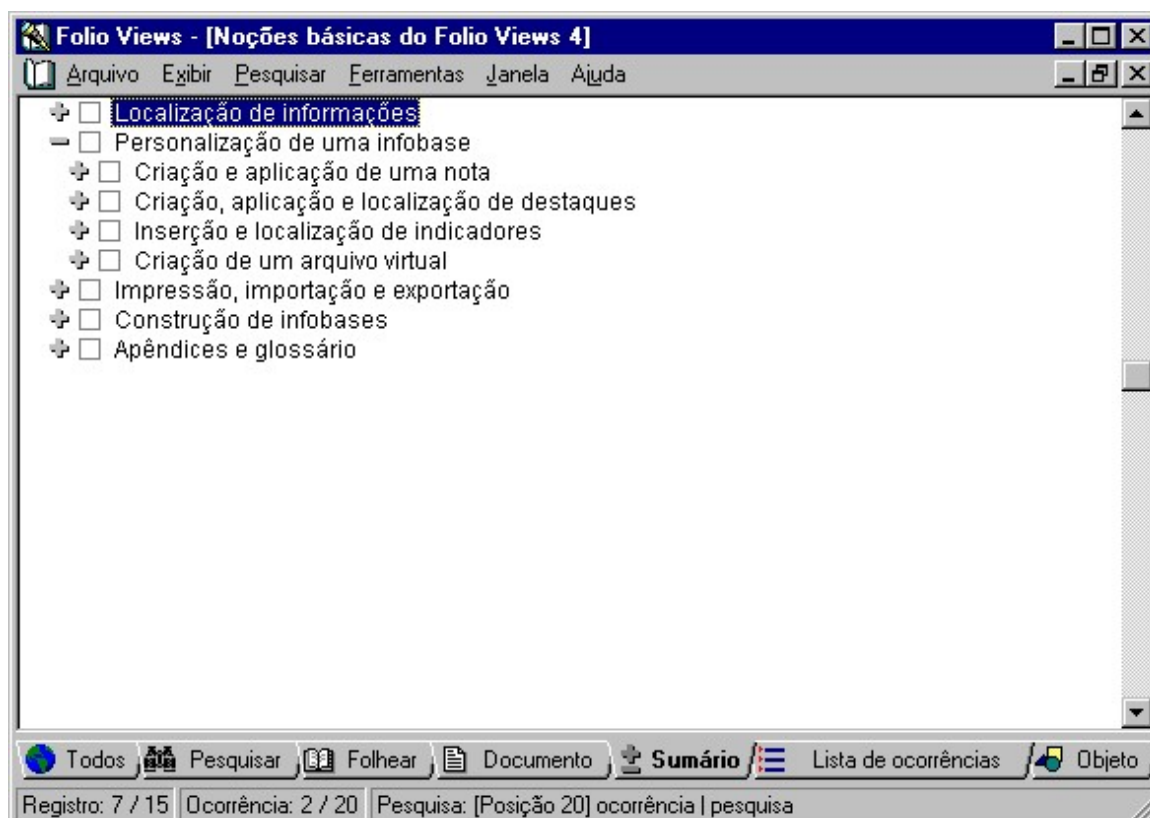 Folio Views - [Noções básicas do Folio Views 4]
Arquivo Exibir Pesquisar Ferramentas Janela Ajuda
Localização de informações
Personalização de uma infobase
Criação e aplicação de uma nota
Criação, aplicação e localização de destaques
Inserção e localização de indicadores
Criação de um arquivo virtual
Impressão, importação e exportação
Construção de infobases
Apêndices e glossário
Todos Pesquisar Folhear Documento Sumário Lista de ocorrências Objeto
Registro: 7 / 15 Ocorrência: 2 / 20 Pesquisa: [Posição 20] ocorrência | pesquisa